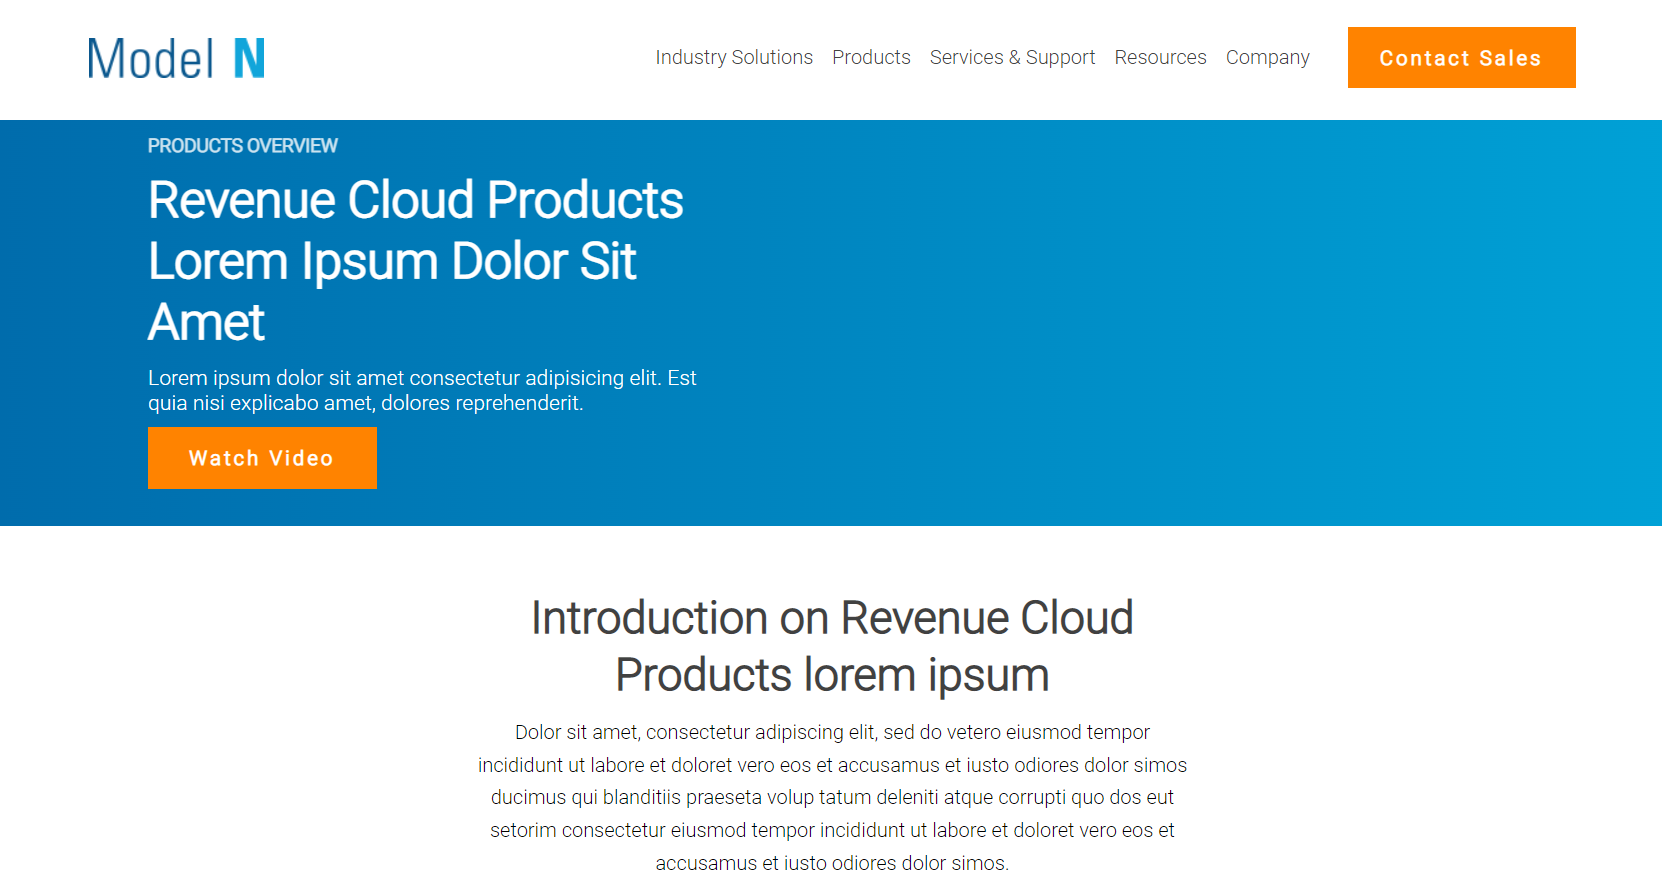 Model N
Industry Solutions Products Services & Support Resources Company Contact Sales
PRODUCTS OVERVIEW
Revenue Cloud Products
Lorem Ipsum Dolor Sit
Amet
Lorem ipsum dolor sit amet consectetur adipisicing elit. Est
quia nisi explicabo amet, dolores reprehenderit.
Watch Video
Introduction on Revenue Cloud
Products lorem ipsum
Dolor sit amet, consectetur adipiscing elit, sed do vetero eiusmod tempor
incididunt ut labore et doloret vero eos et accusamus et iusto odiores dolor simos
ducimus qui blanditiis praeseta volup tatum deleniti atque corrupti quo dos eut
setorim consectetur eiusmod tempor incididunt ut labore et doloret vero eos et
accusamus et iusto odiores dolor simos.